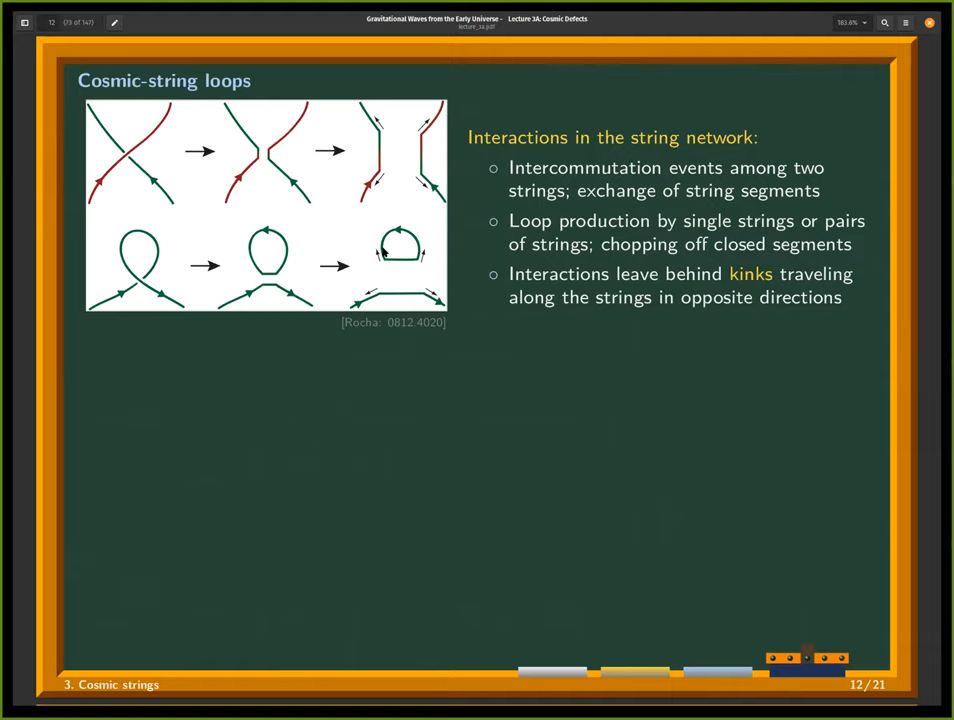 Gravitational Waves from the Early Universe - Lecture 3A: Cosmic Defects
lecture_3a.pdf
12 (73 of 147)
183.6%
Cosmic-string loops
Interactions in the string network:
Intercommutation events among two
strings; exchange of string segments
Loop production by single strings or pairs
of strings; chopping off closed segments
Interactions leave behind kinks traveling
along the strings in opposite directions
[Rocha: 0812.4020]
3. Cosmic strings
12/21